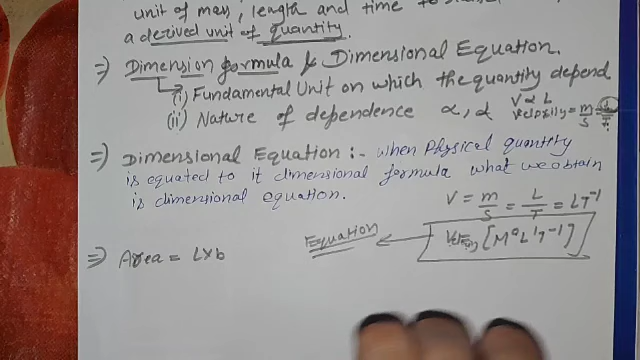 unit of mass, length and time to
a derived unit of quantity.
⇒) Dimension formula & Dimensional Equation.
(i) Fundamental Unit on which the quantity depend
(ii) Nature of dependence ∝, ∝ V ∝ L
Velocity = m/s =
⇒) Dimensional Equation :- when Physical quantity
is equated to it dimensional formula what we obtain
is dimensional equation.
V = m/s = L/T = LT⁻¹
Equation [M⁰L¹T⁻¹]
⇒) Area = L×b